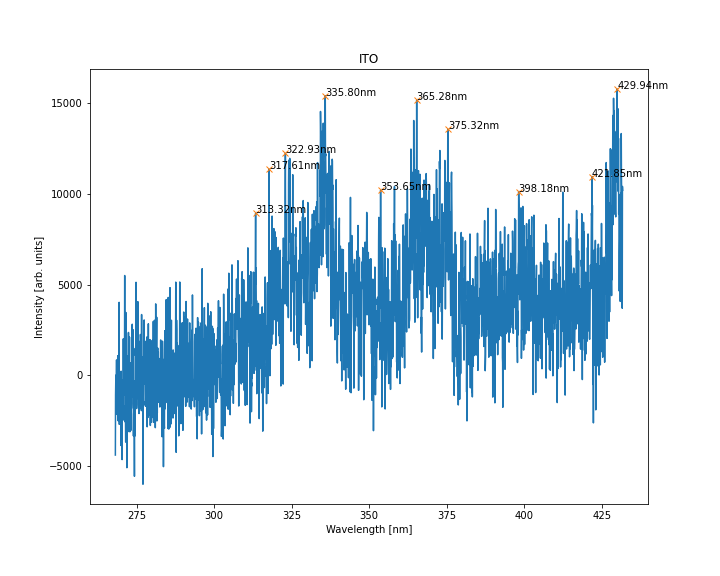 ITO
429.94nm
335.80nm
365.28nm
375.32nm
322.93nm
317.61nm
421.85nm
353.65nm
398.18nm
313.32nm
15000
10000
5000
0
−5000
Intensity [arb. units]
275 300 325 350 375 400 425
Wavelength [nm]